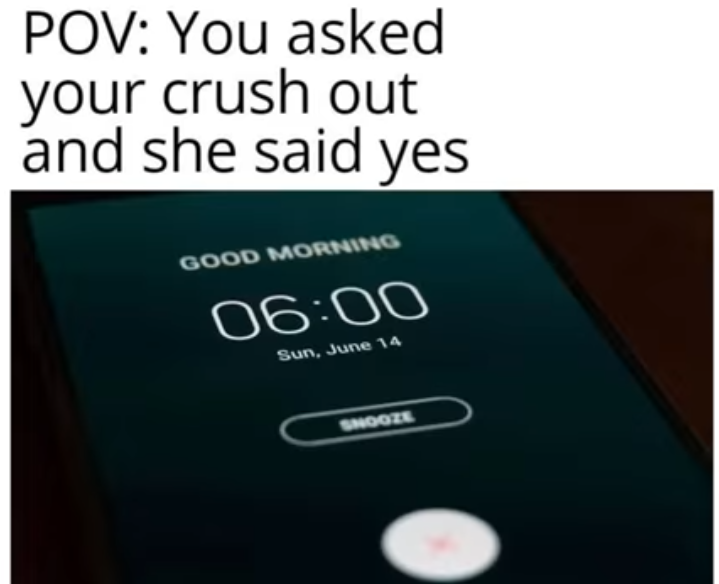 POV: You asked
your crush out
and she said yes
GOOD MORNING
06:00
Sun, June 14
SNOOZE